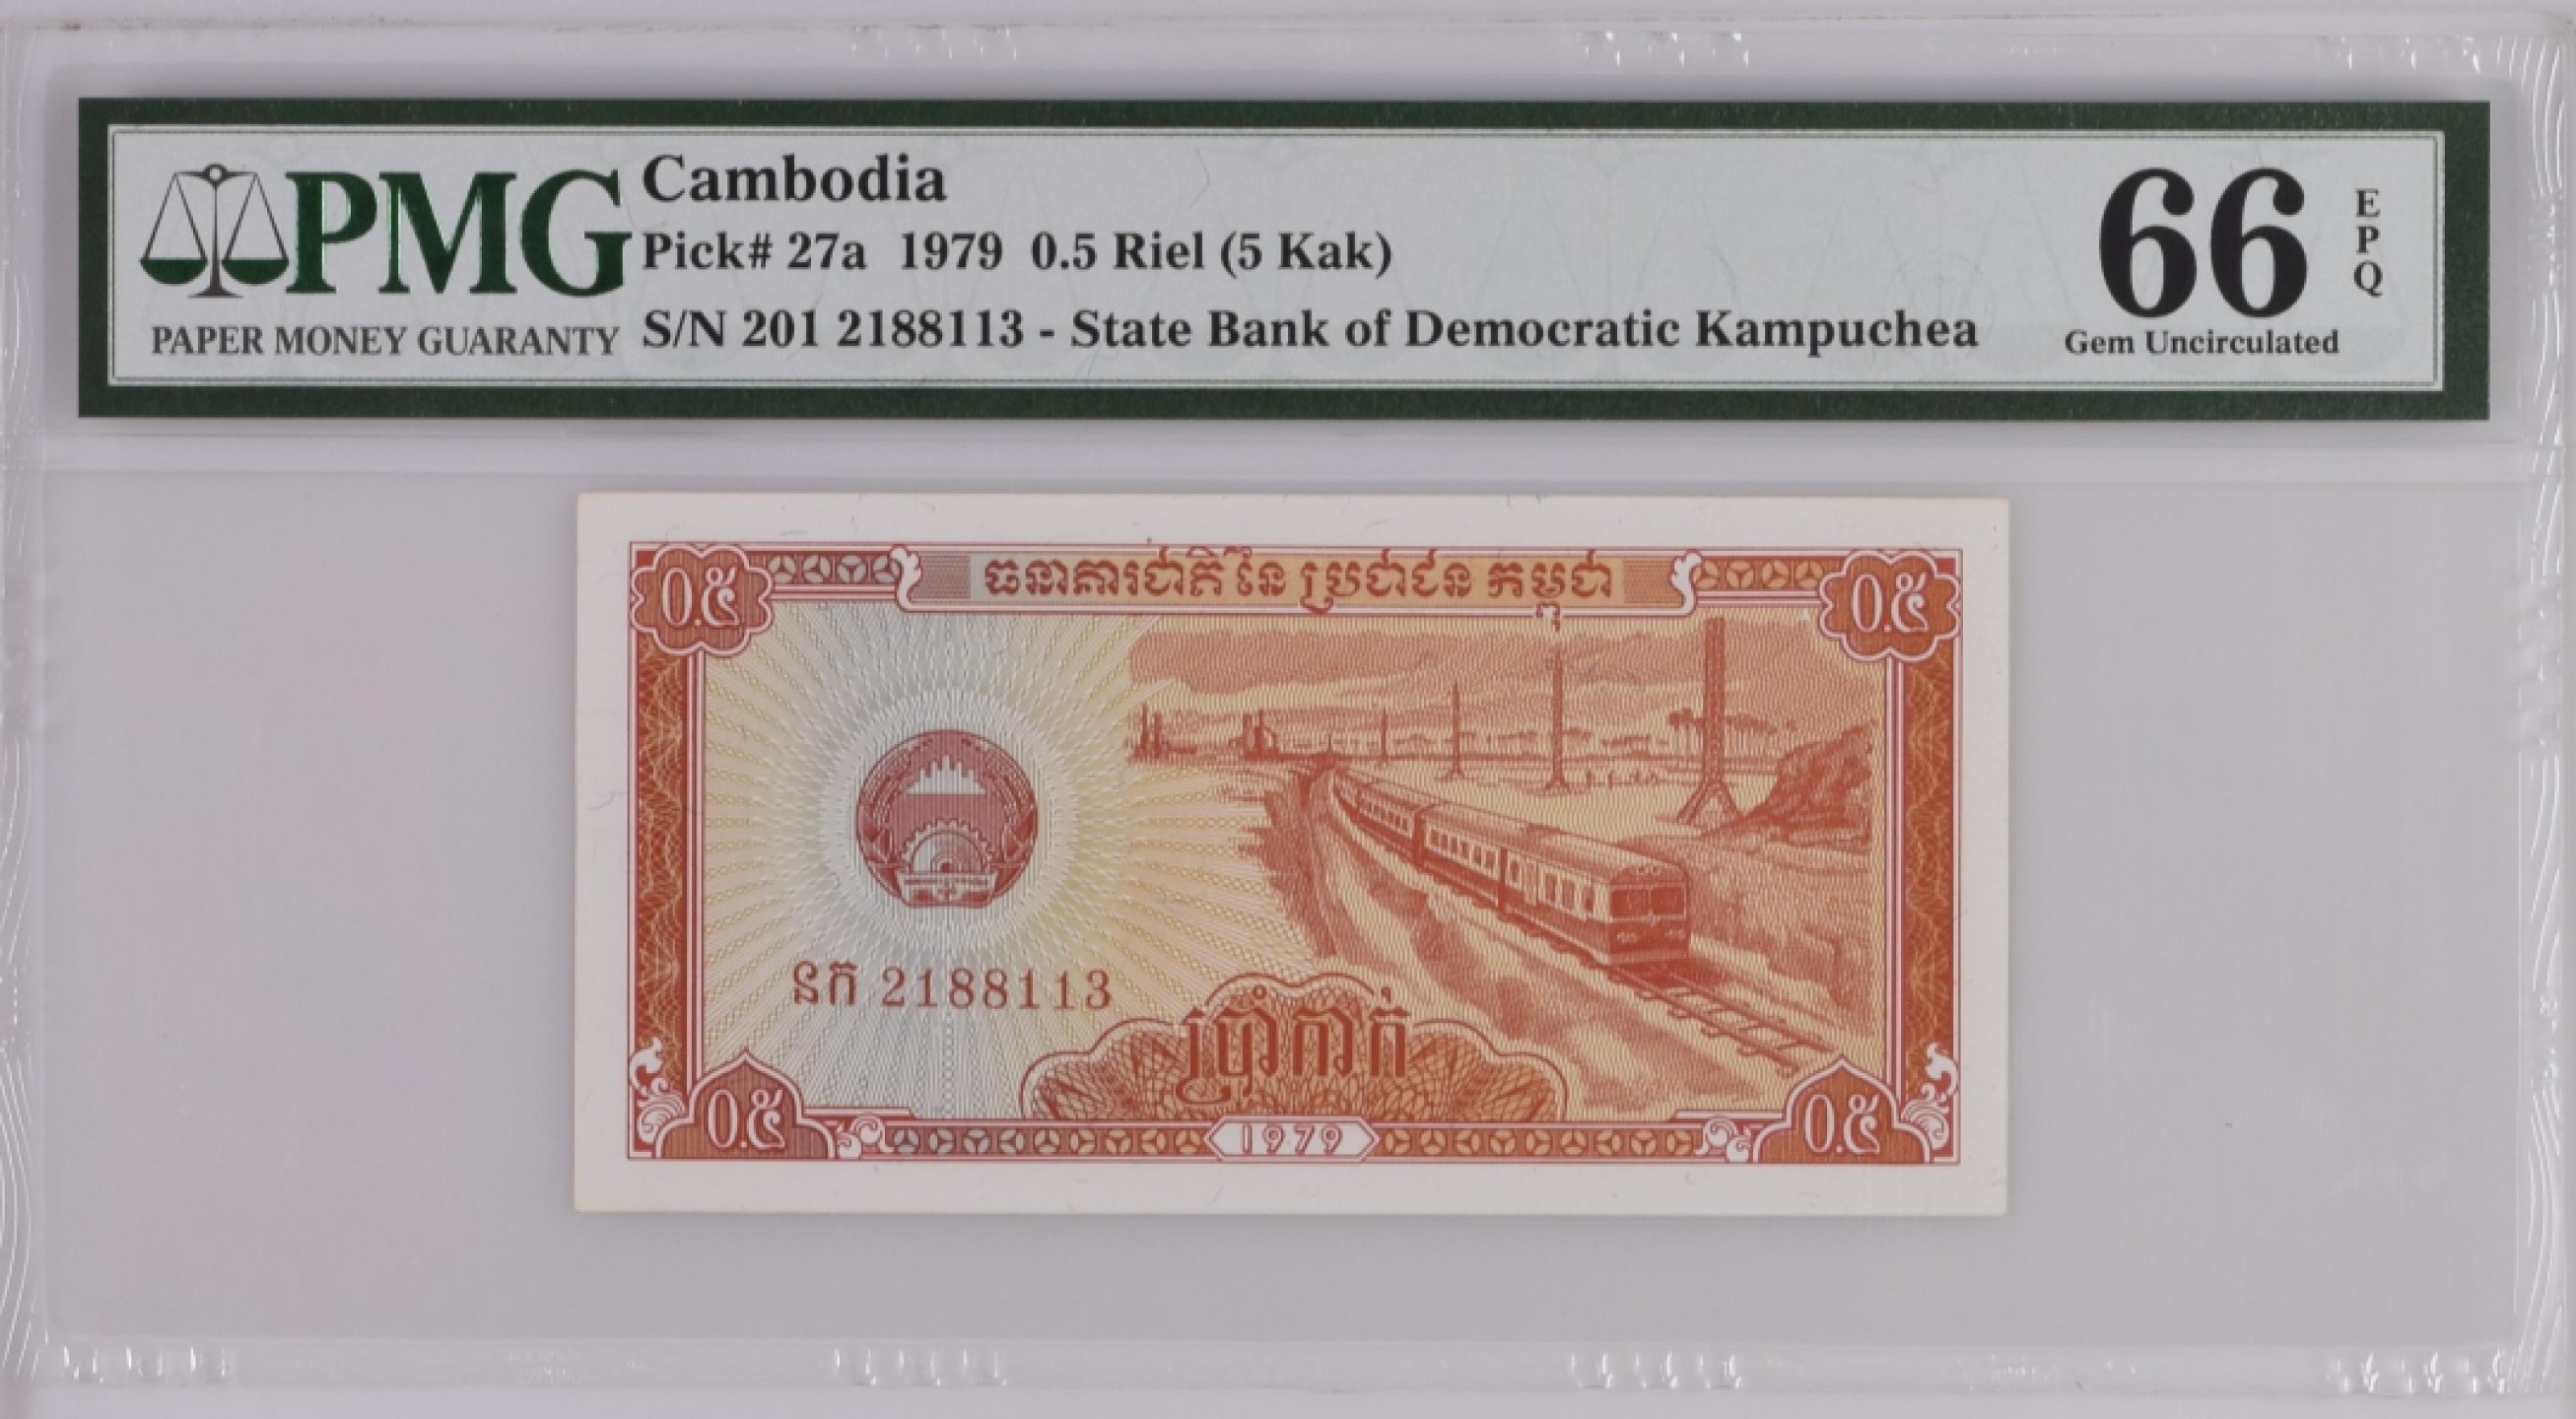 PMG
PAPER MONEY GUARANTY
Cambodia
Pick# 27a 1979 0.5 Riel (5 Kak)
S/N 201 2188113 - State Bank of Democratic Kampuchea
66
EPQ
Gem Uncirculated
០.៥ ធនាគារជាតិ នៃ ប្រជាជន កម្ពុជា ០.៥
នក 2188113
ប្រាំកាក់
០.៥ 1979 ០.៥